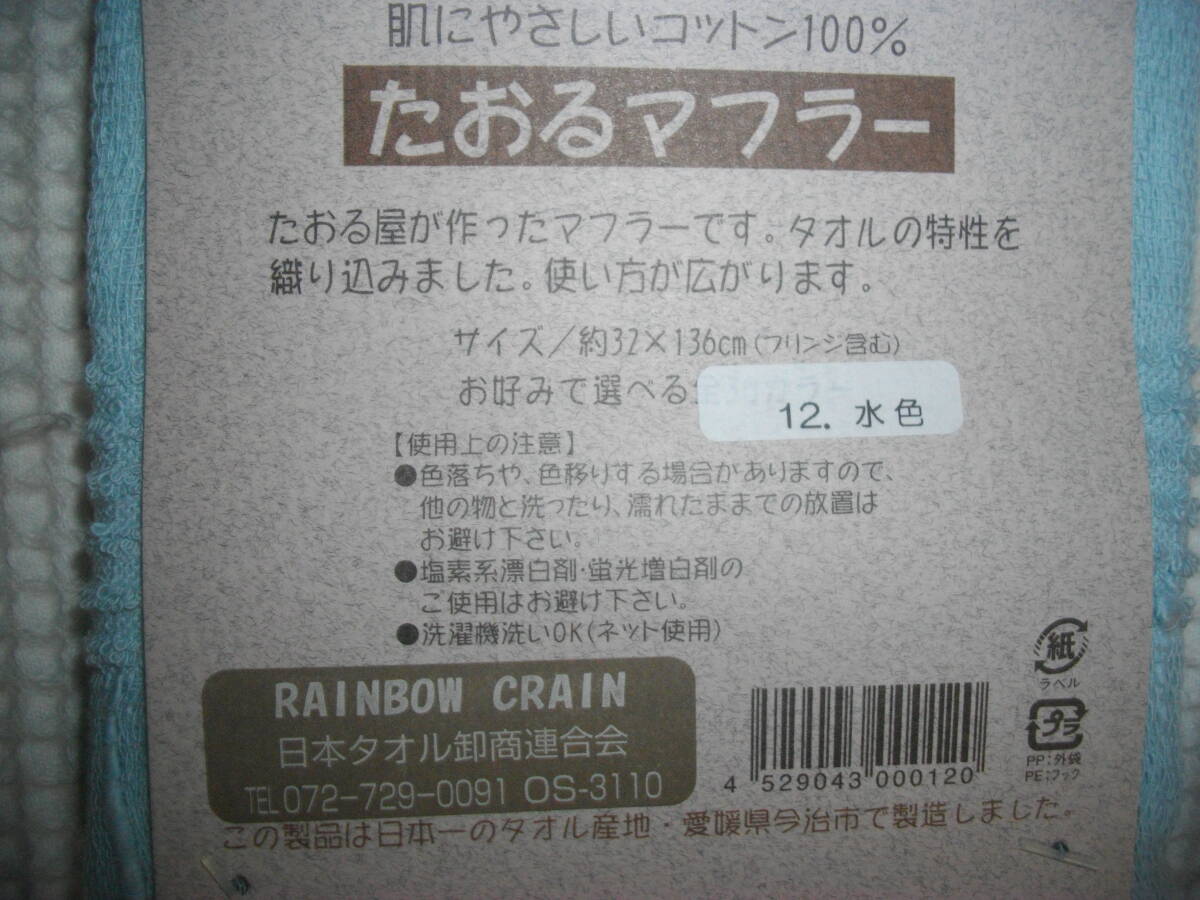 肌にやさしいコットン100%
たおるマフラー
たおる屋が作ったマフラーです。タオルの特性を
織り込みました。使い方が広がります。
サイズ/約32×136cm(フリンジ含む)
お好みで選べる
12. 水色
【使用上の注意】
●色落ちや、色移りする場合がありますので、
他の物と洗ったり、濡れたままでの放置は
お避け下さい。
●塩素系漂白剤・蛍光増白剤の
ご使用はお避け下さい。
●洗濯機洗いOK(ネット使用)
紙
ラベル
プラ
PP:外袋
PE:フック
RAINBOW CRAIN
日本タオル卸商連合会
TEL 072-729-0091 OS-3110
4 529043 000120
この製品は日本一のタオル産地・愛媛県今治市で製造しました。